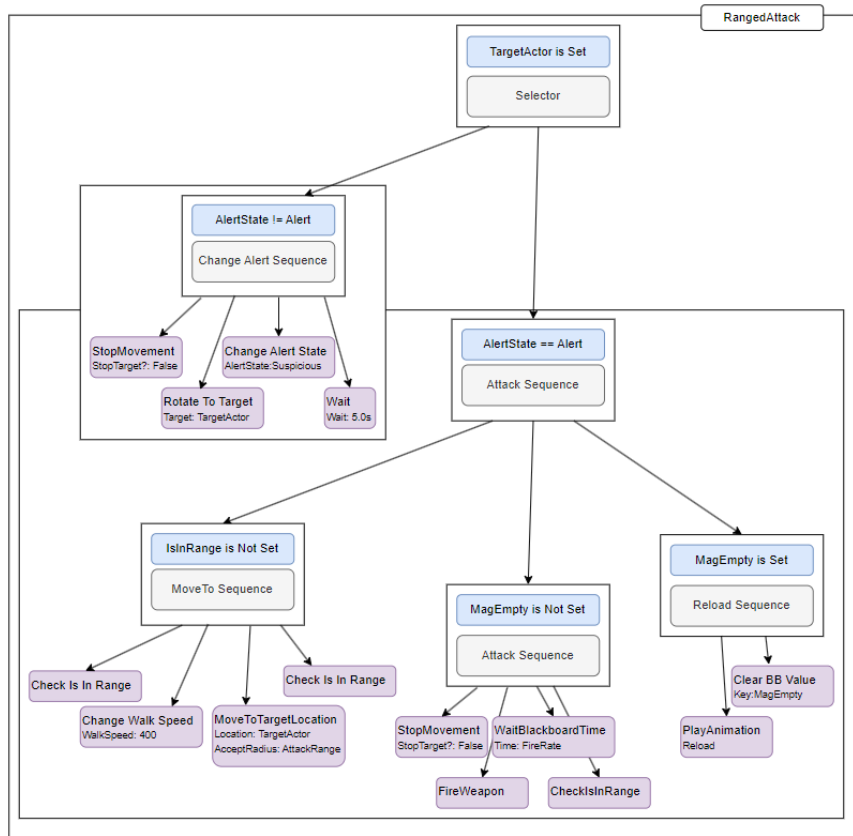 RangedAttack
TargetActor is Set
Selector
AlertState != Alert
Change Alert Sequence
StopMovement
StopTarget?: False
Change Alert State
AlertState:Suspicious
Rotate To Target
Target: TargetActor
Wait
Wait: 5.0s
AlertState == Alert
Attack Sequence
IsInRange is Not Set
MoveTo Sequence
Check Is In Range
Change Walk Speed
WalkSpeed: 400
MoveToTargetLocation
Location: TargetActor
AcceptRadius: AttackRange
Check Is In Range
MagEmpty is Not Set
Attack Sequence
StopMovement
StopTarget?: False
WaitBlackboardTime
Time: FireRate
FireWeapon
CheckIsInRange
MagEmpty is Set
Reload Sequence
Clear BB Value
Key:MagEmpty
PlayAnimation
Reload